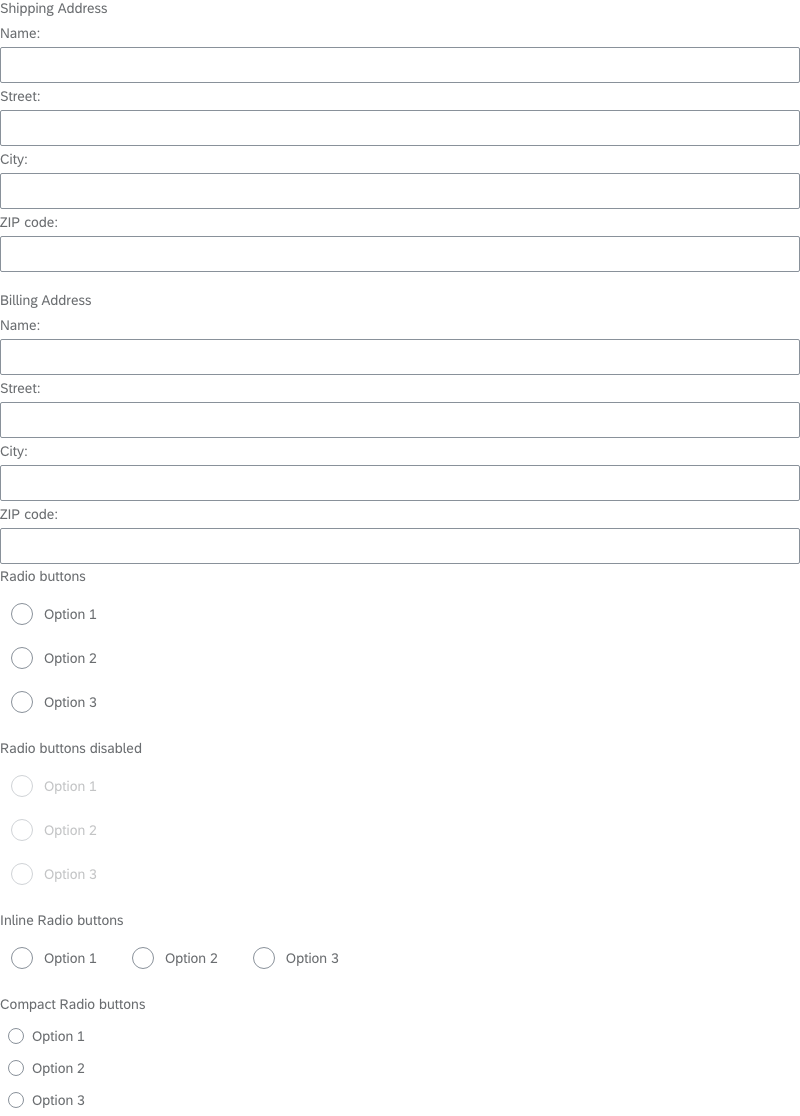 Shipping Address
Name:
Street:
City:
ZIP code:
Billing Address
Name:
Street:
City:
ZIP code:
Radio buttons
Option 1
Option 2
Option 3
Radio buttons disabled
Option 1
Option 2
Option 3
Inline Radio buttons
Option 1 Option 2 Option 3
Compact Radio buttons
Option 1
Option 2
Option 3